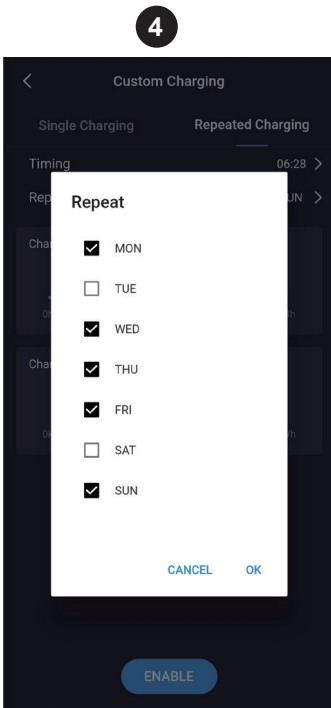 4
Custom Charging
Single Charging Repeated Charging
Timing 06:28
Repeat
MON
TUE
WED
THU
FRI
SAT
SUN
CANCEL OK
ENABLE